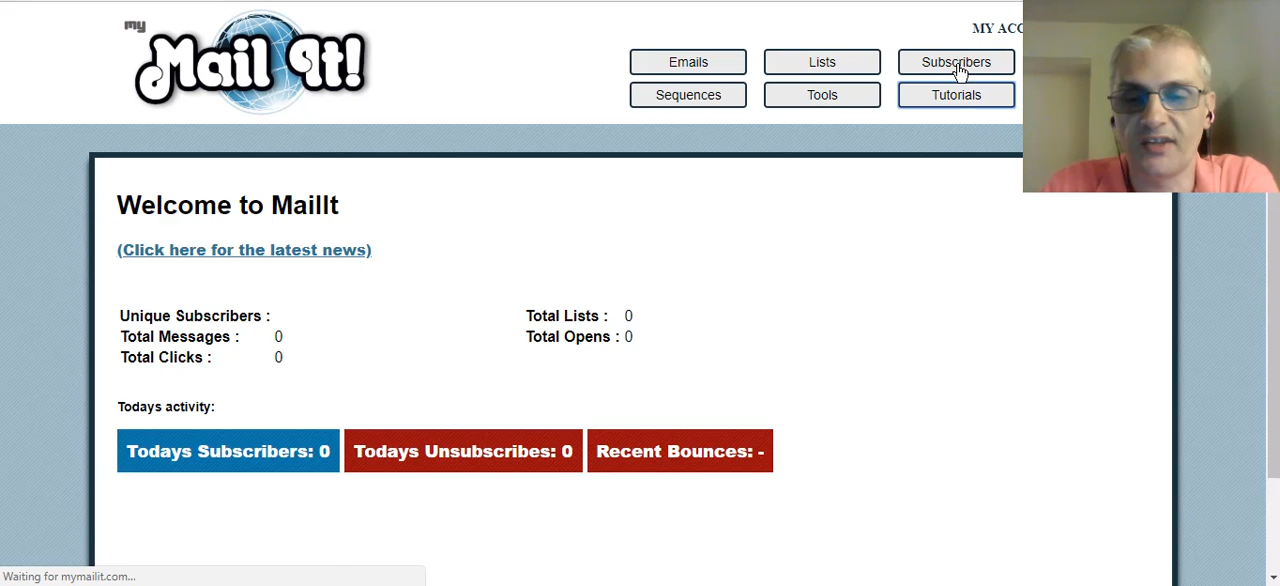 my
Mail It!
MY ACC
Emails
Lists
Subscribers
Sequences
Tools
Tutorials
Welcome to MailIt
(Click here for the latest news)
Unique Subscribers :
Total Lists : 0
Total Messages : 0
Total Opens : 0
Total Clicks : 0
Todays activity:
Todays Subscribers: 0
Todays Unsubscribes: 0
Recent Bounces: -
Waiting for mymailit.com...